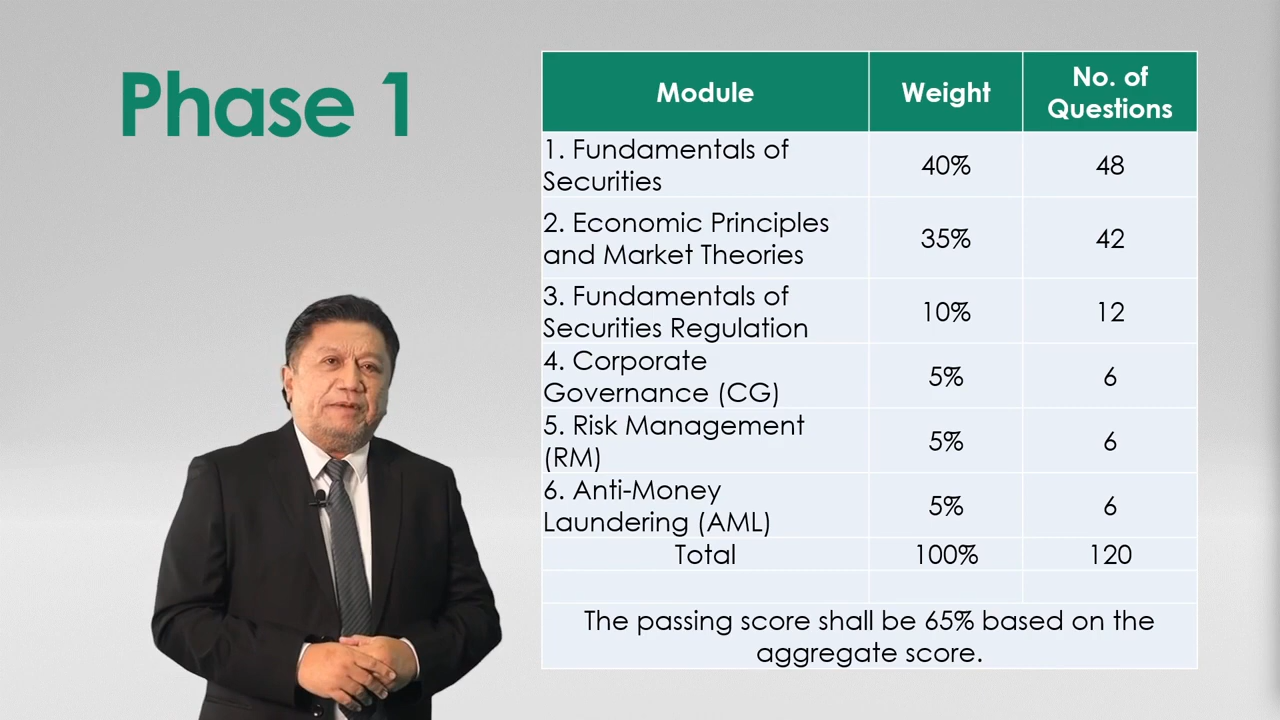 Phase 1
Module
Weight
No. of
Questions
1. Fundamentals of
Securities
40%
48
2. Economic Principles
and Market Theories
35%
42
3. Fundamentals of
Securities Regulation
10%
12
4. Corporate
Governance (CG)
5%
6
5. Risk Management
(RM)
5%
6
6. Anti-Money
Laundering (AML)
5%
6
Total
100%
120
The passing score shall be 65% based on the
aggregate score.